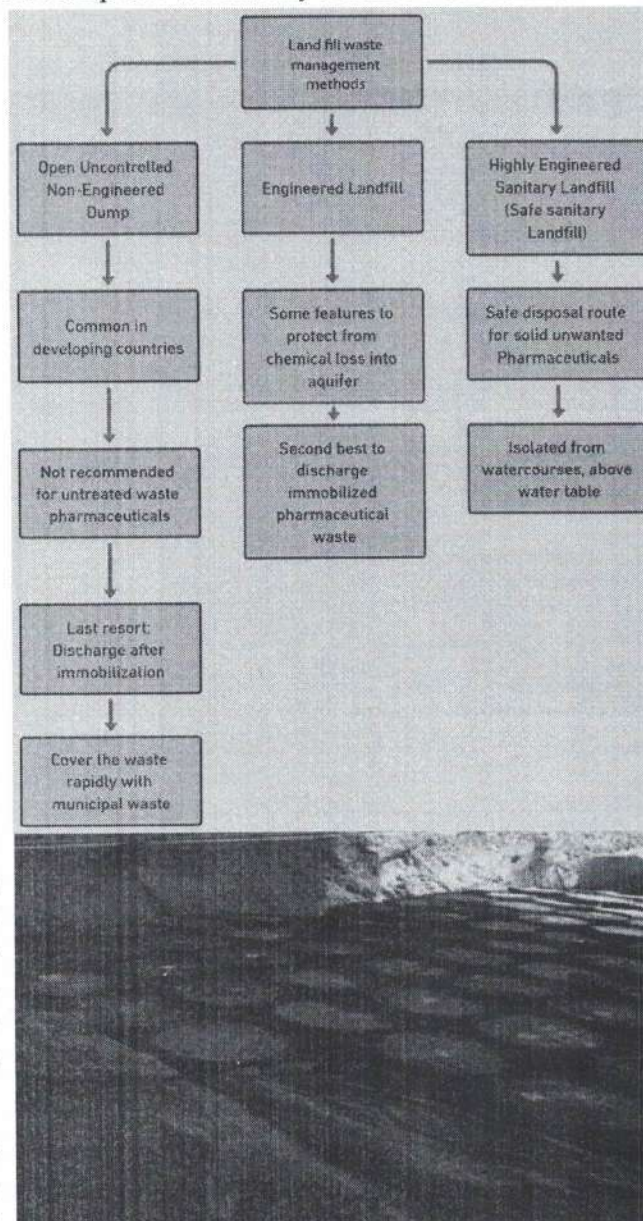 Land fill waste
management
methods
Open Uncontrolled
Non-Engineered
Dump
Common in
developing countries
Not recommended
for untreated waste
pharmaceuticals
Last resort:
Discharge after
immobilization
Cover the waste
rapidly with
municipal waste
Engineered Landfill
Some features to
protect from
chemical loss into
aquifer
Second best to
discharge
immobilized
pharmaceutical
waste
Highly Engineered
Sanitary Landfill
(Safe sanitary
Landfill)
Safe disposal route
for solid unwanted
Pharmaceuticals
Isolated from
watercourses, above
water table